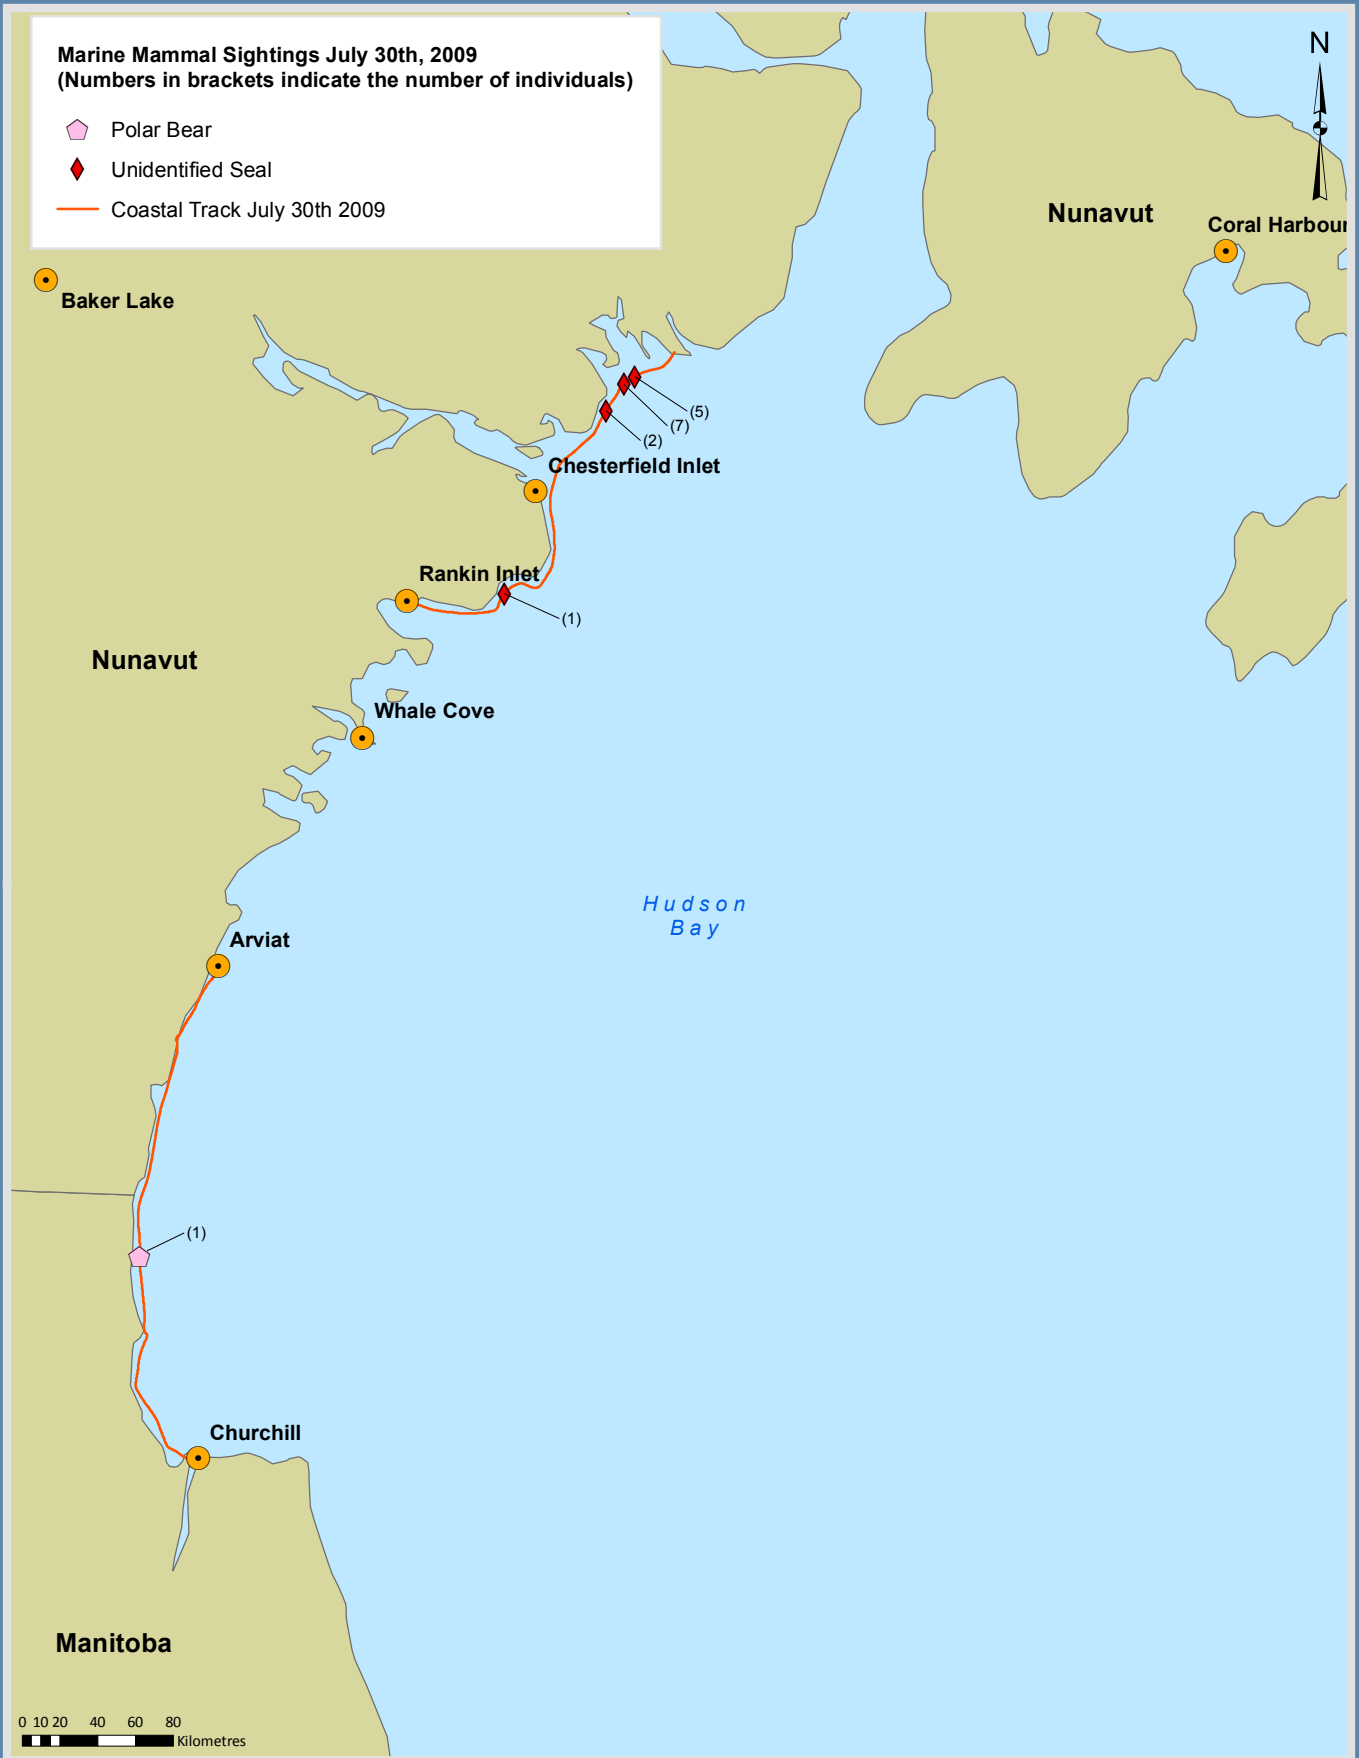 Marine Mammal Sightings July 30th, 2009
(Numbers in brackets indicate the number of individuals)
Polar Bear
Unidentified Seal
Coastal Track July 30th 2009
N
Nunavut
Coral Harbour
Baker Lake
(5)
(7)
(2)
Chesterfield Inlet
Rankin Inlet
(1)
Nunavut
Whale Cove
Hudson
Bay
Arviat
(1)
Churchill
Manitoba
0 10 20 40 60 80
Kilometres